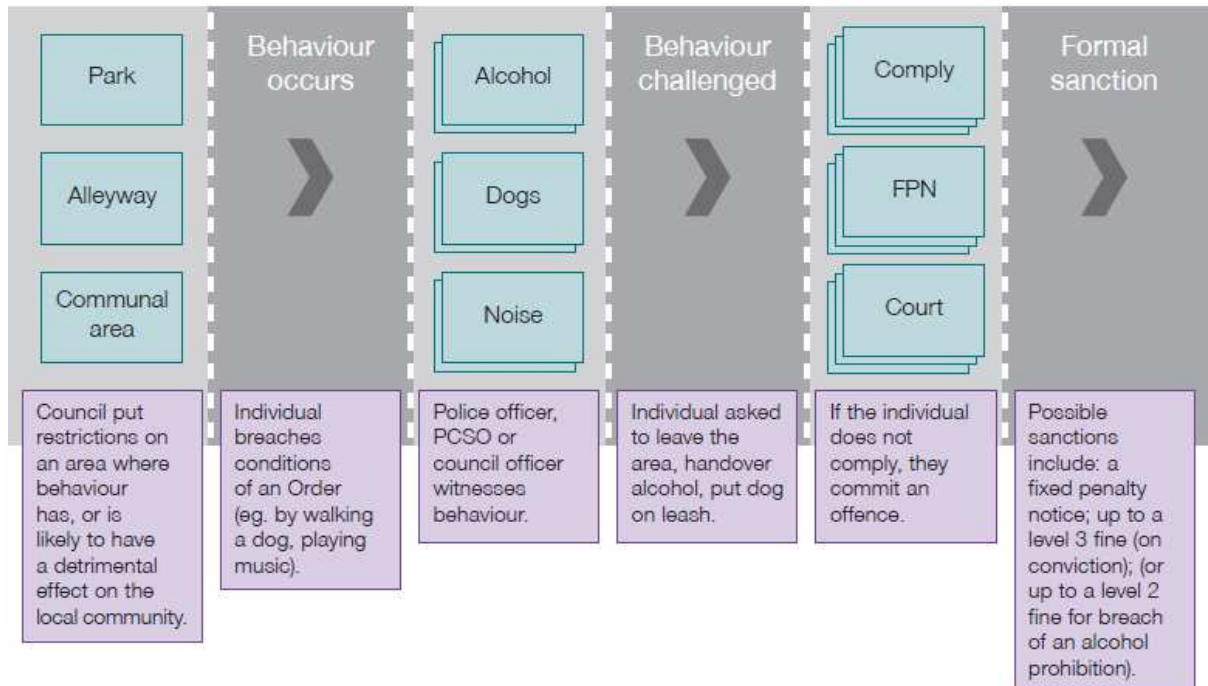 Park
Alleyway
Communal
area
Behaviour
occurs
Alcohol
Dogs
Noise
Behaviour
challenged
Comply
FPN
Court
Formal
sanction
Council put
restrictions on
an area where
behaviour
has, or is
likely to have
a detrimental
effect on the
local community.
Individual
breaches
conditions
of an Order
(eg. by walking
a dog, playing
music).
Police officer,
PCSO or
council officer
witnesses
behaviour.
Individual asked
to leave the
area, handover
alcohol, put dog
on leash.
If the individual
does not
comply, they
commit an
offence.
Possible
sanctions
include: a
fixed penalty
notice; up to a
level 3 fine (on
conviction); (or
up to a level 2
fine for breach
of an alcohol
prohibition).